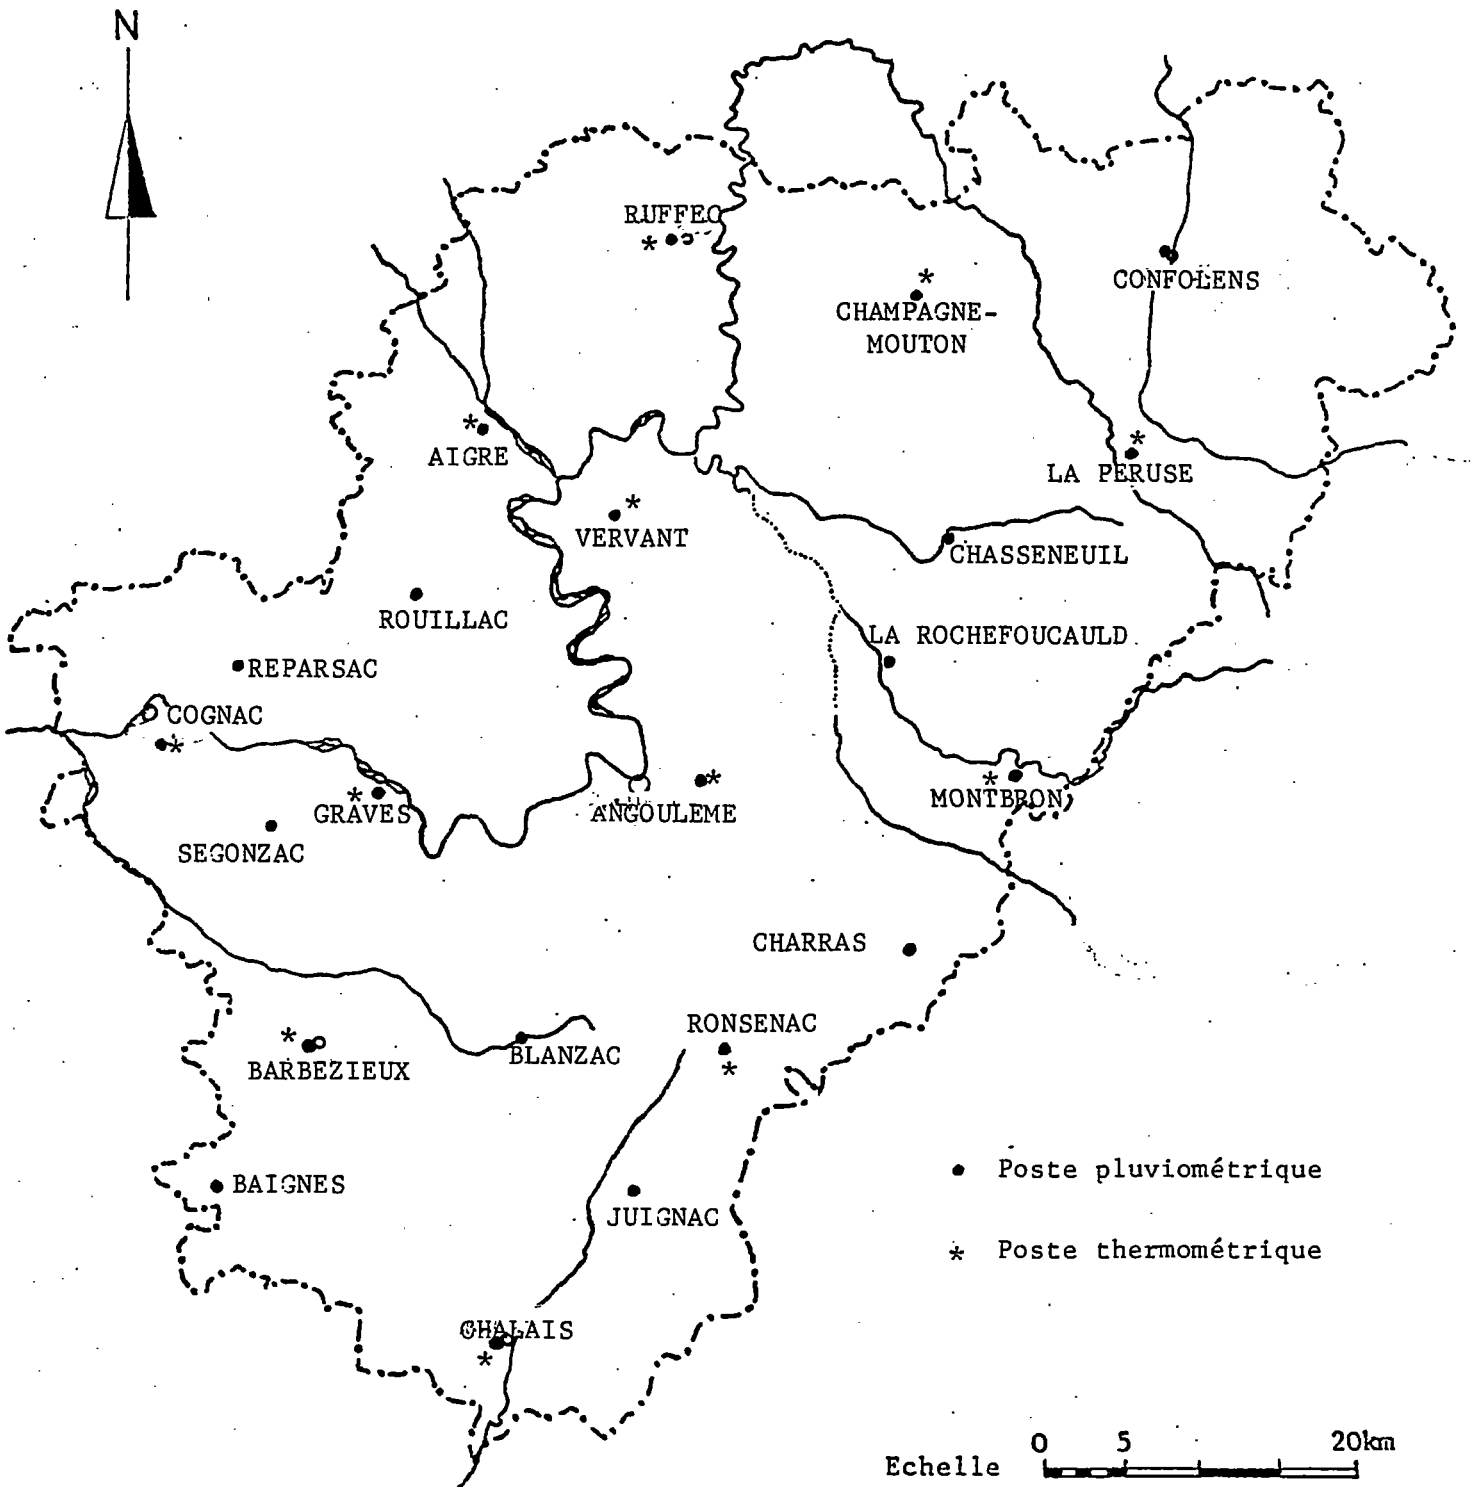 N
RUFFEC
CONFOLENS
CHAMPAGNE-
MOUTON
AIGRE
LA PERUSE
VERVANT
CHASSENEUIL
ROUILLAC
LA ROCHEFOUCAULD
REPARSAC
COGNAC
GRAVES
ANGOULEME
MONTBRON
SEGONZAC
CHARRAS
RONSENAC
BLANZAC
BARBEZIEUX
BAIGNES
JUIGNAC
CHALAIS
Poste pluviométrique
* Poste thermométrique
0 5 20km
Echelle